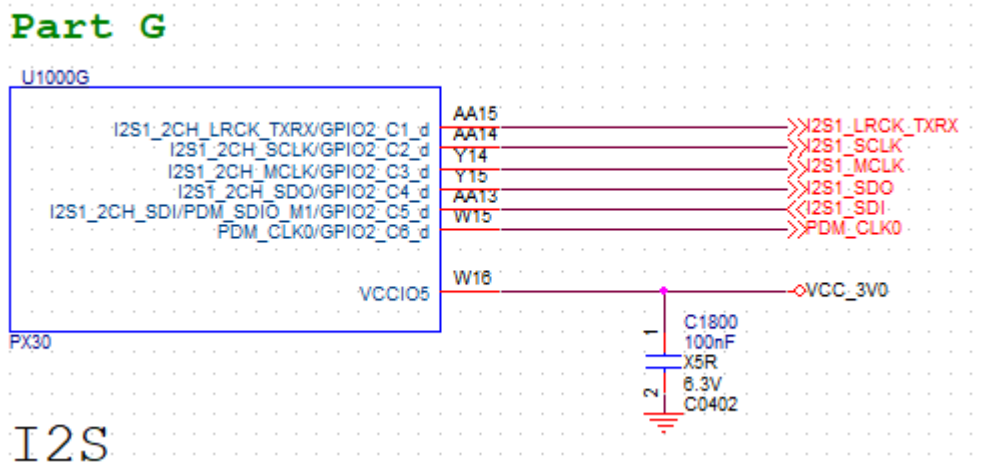 Part G
U1000G
I2S1_2CH_LRCK_TXRX/GPIO2_C1_d AA15 I2S1_LRCK_TXRX
I2S1_2CH_SCLK/GPIO2_C2_d AA14 I2S1_SCLK
I2S1_2CH_MCLK/GPIO2_C3_d Y14 I2S1_MCLK
I2S1_2CH_SDO/GPIO2_C4_d Y15 I2S1_SDO
I2S1_2CH_SDI/PDM_SDIO_M1/GPIO2_C5_d AA13 I2S1_SDI
PDM_CLK0/GPIO2_C6_d W15 PDM_CLK0
VCCIO5 W16 VCC_3V0
PX30
1
2
C1800
100nF
X5R
6.3V
C0402
I2S